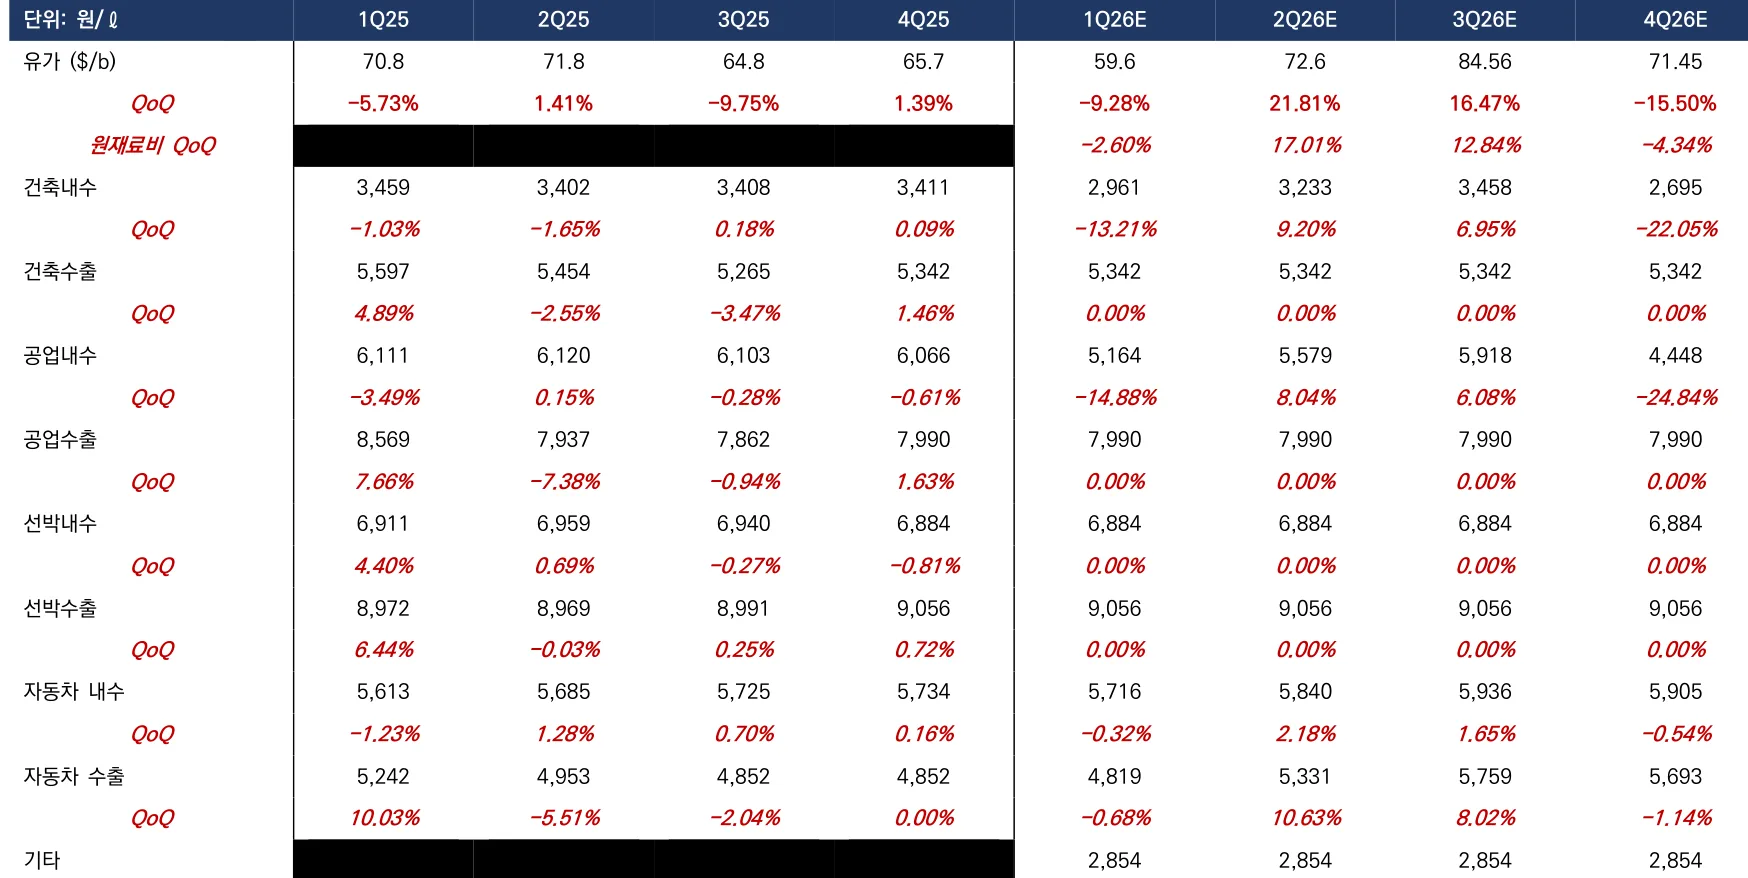 단위: 원/ℓ 1Q25 2Q25 3Q25 4Q25 1Q26E 2Q26E 3Q26E 4Q26E
유가 ($/b) 70.8 71.8 64.8 65.7 59.6 72.6 84.56 71.45
QoQ -5.73% 1.41% -9.75% 1.39% -9.28% 21.81% 16.47% -15.50%
원재료비 QoQ -2.60% 17.01% 12.84% -4.34%
건축내수 3,459 3,402 3,408 3,411 2,961 3,233 3,458 2,695
QoQ -1.03% -1.65% 0.18% 0.09% -13.21% 9.20% 6.95% -22.05%
건축수출 5,597 5,454 5,265 5,342 5,342 5,342 5,342 5,342
QoQ 4.89% -2.55% -3.47% 1.46% 0.00% 0.00% 0.00% 0.00%
공업내수 6,111 6,120 6,103 6,066 5,164 5,579 5,918 4,448
QoQ -3.49% 0.15% -0.28% -0.61% -14.88% 8.04% 6.08% -24.84%
공업수출 8,569 7,937 7,862 7,990 7,990 7,990 7,990 7,990
QoQ 7.66% -7.38% -0.94% 1.63% 0.00% 0.00% 0.00% 0.00%
선박내수 6,911 6,959 6,940 6,884 6,884 6,884 6,884 6,884
QoQ 4.40% 0.69% -0.27% -0.81% 0.00% 0.00% 0.00% 0.00%
선박수출 8,972 8,969 8,991 9,056 9,056 9,056 9,056 9,056
QoQ 6.44% -0.03% 0.25% 0.72% 0.00% 0.00% 0.00% 0.00%
자동차 내수 5,613 5,685 5,725 5,734 5,716 5,840 5,936 5,905
QoQ -1.23% 1.28% 0.70% 0.16% -0.32% 2.18% 1.65% -0.54%
자동차 수출 5,242 4,953 4,852 4,852 4,819 5,331 5,759 5,693
QoQ 10.03% -5.51% -2.04% 0.00% -0.68% 10.63% 8.02% -1.14%
기타 2,854 2,854 2,854 2,854